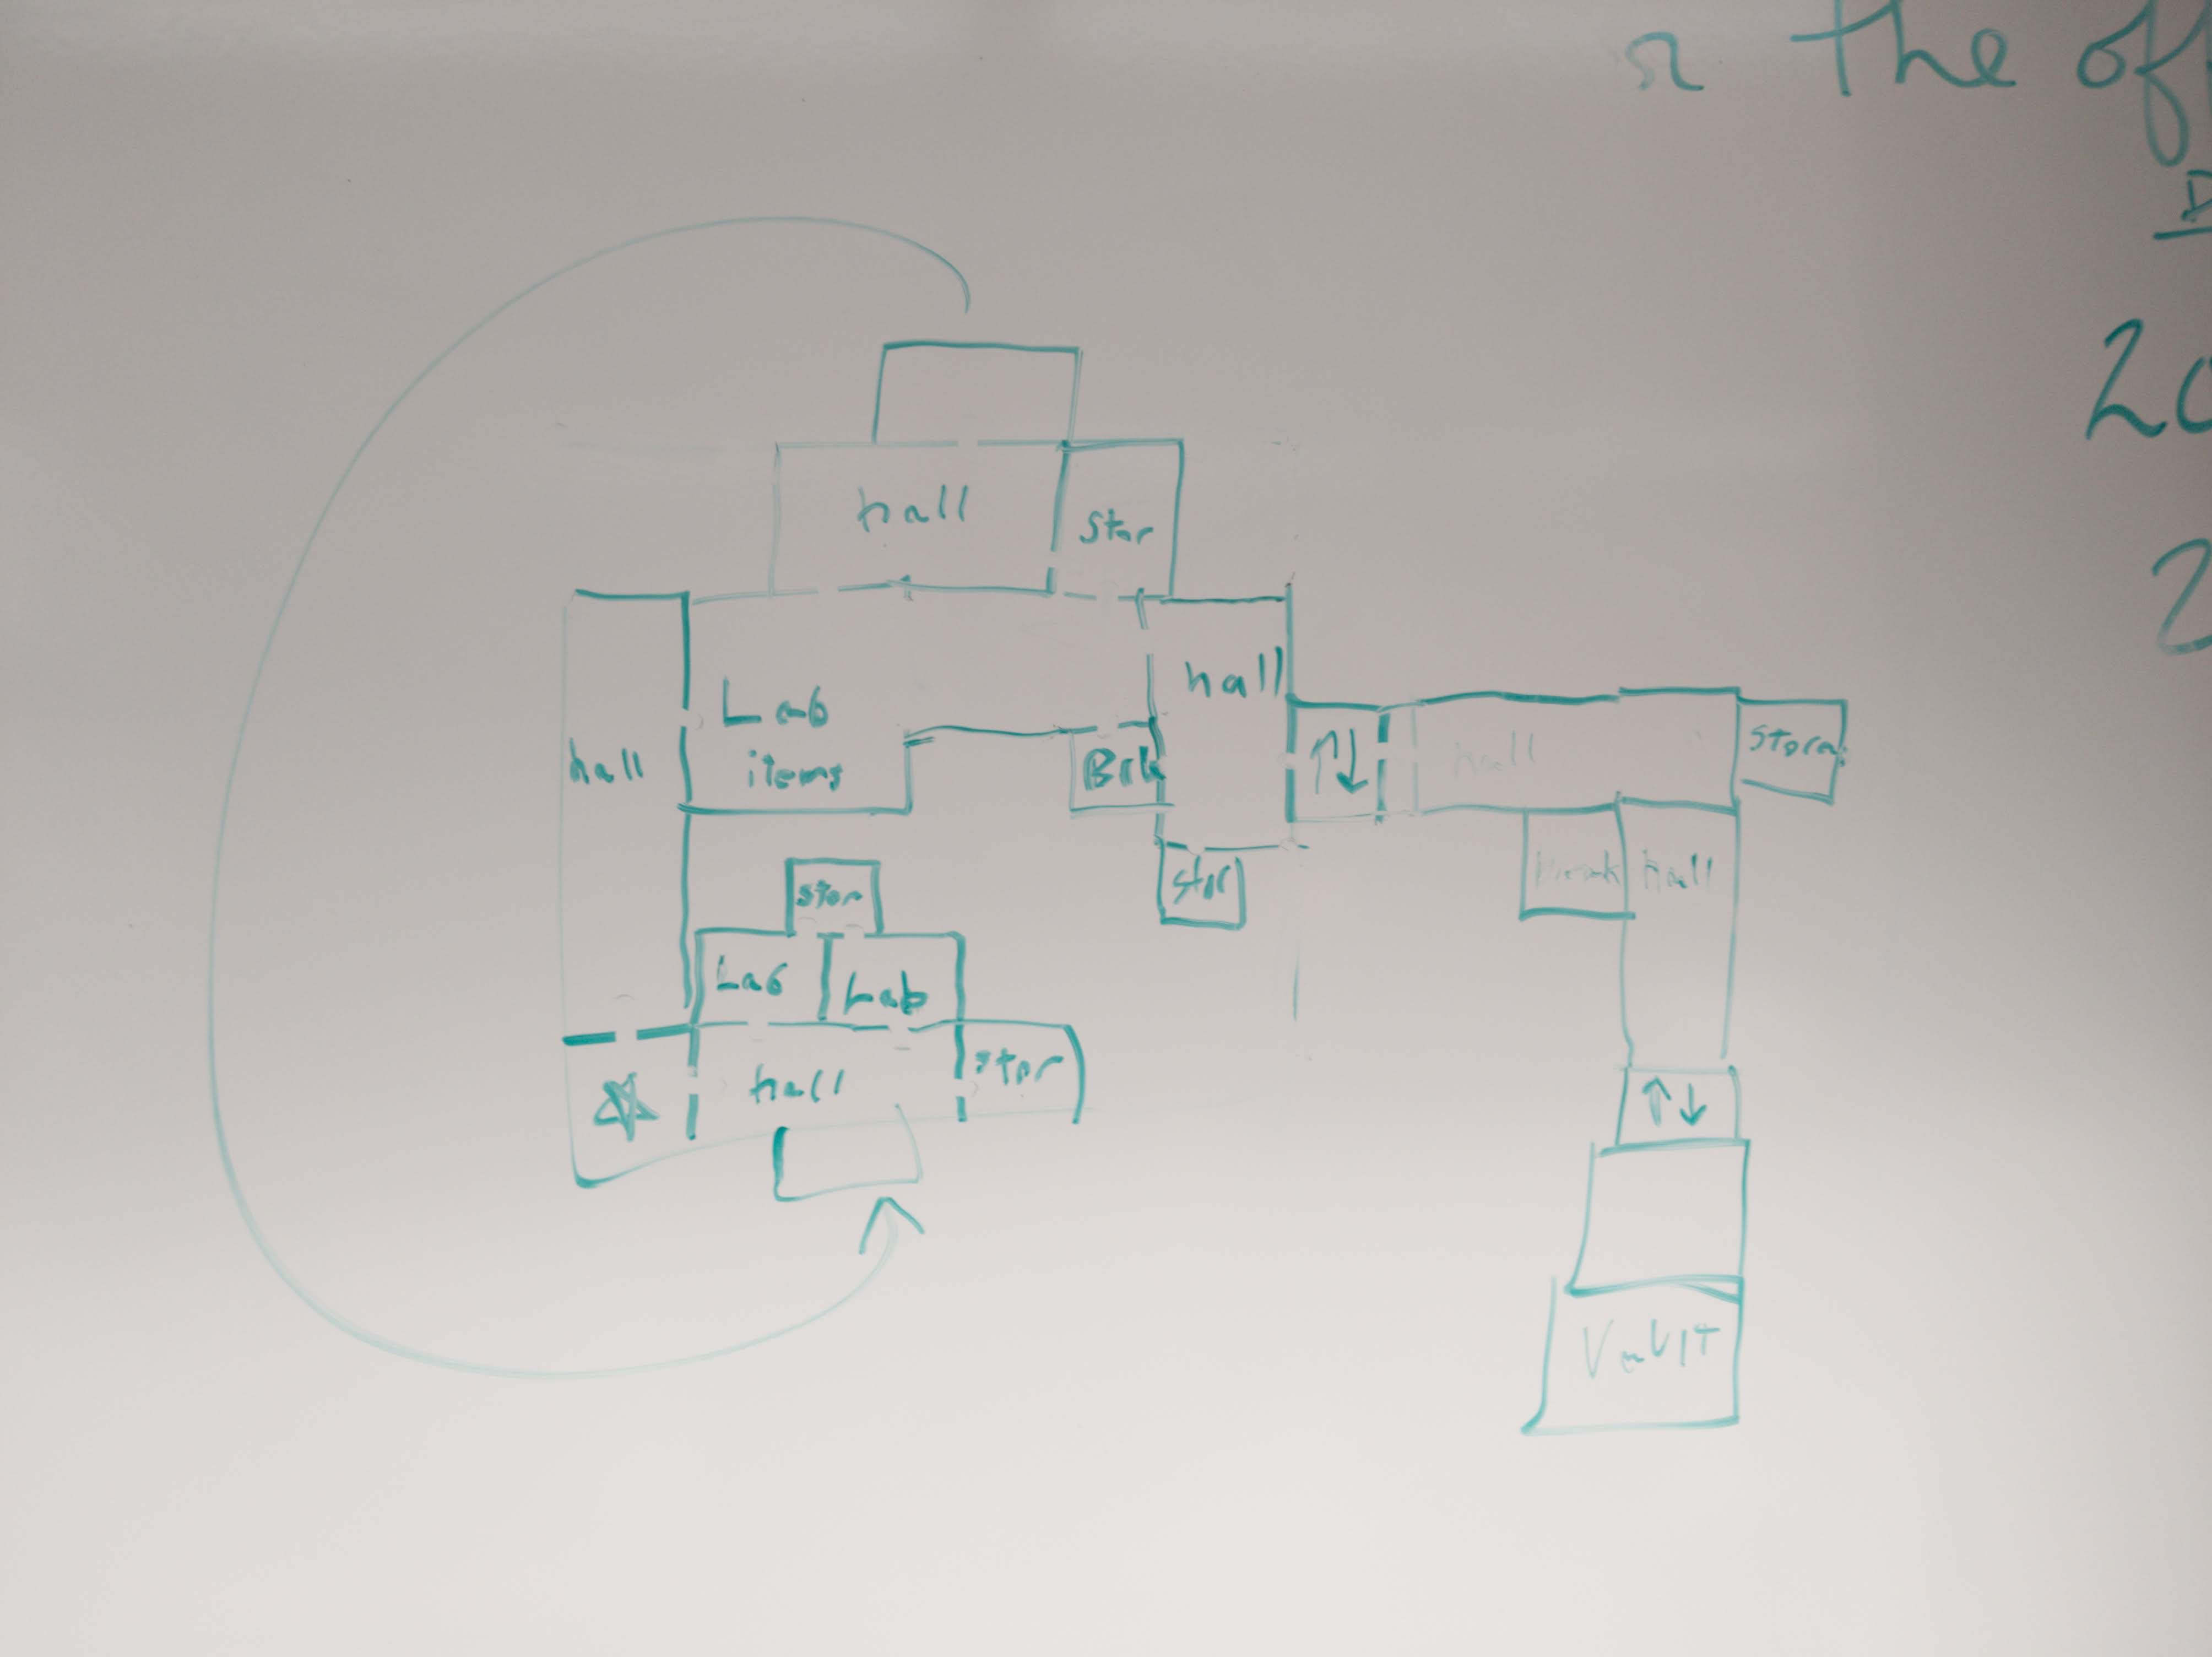 the of
20
2
hall
stor
hall
Lab
items
hall
Brk
hall
Stora
stor
Break
hall
stor
Lab
Lab
hall
stor
VaUlT